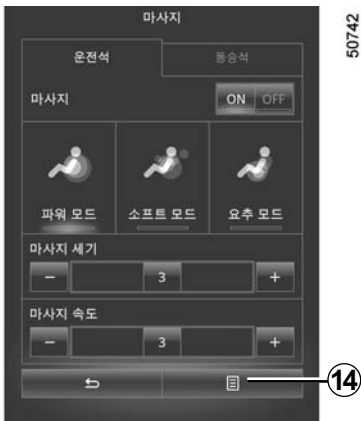 마사지
운전석 동승석
마사지 ON OFF
파워 모드 소프트 모드 요추 모드
마사지 세기
− 3 +
마사지 속도
− 3 +
14
50742